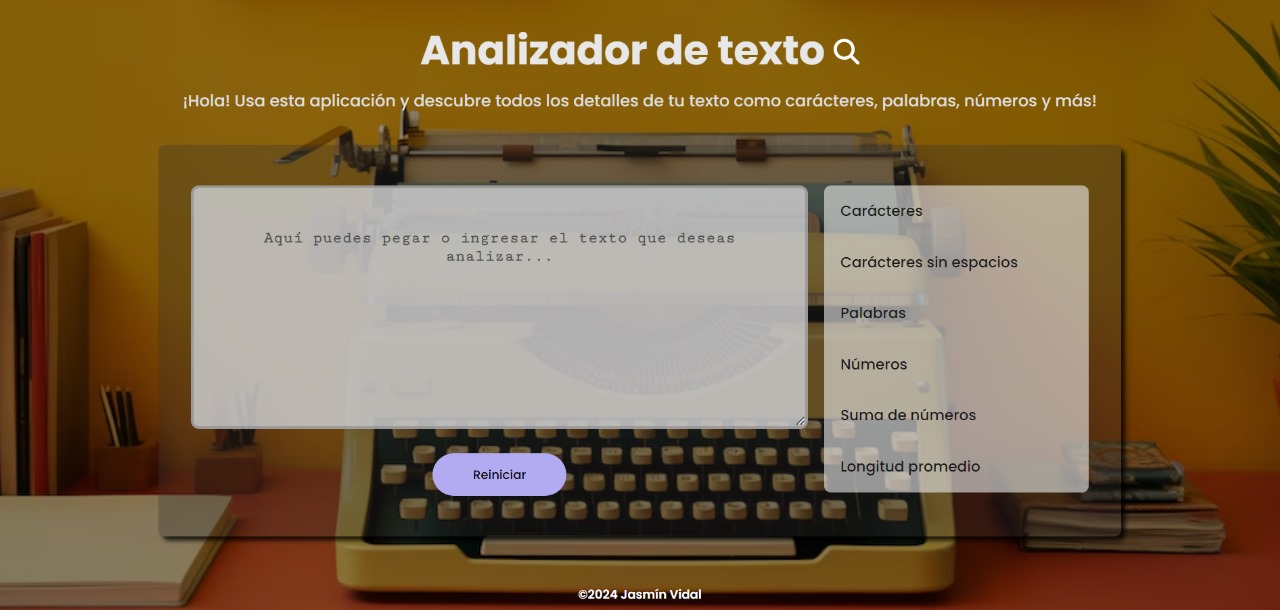 Analizador de texto
¡Hola! Usa esta aplicación y descubre todos los detalles de tu texto como carácteres, palabras, números y más!
Aquí puedes pegar o ingresar el texto que deseas
analizar...
Reiniciar
Carácteres
Carácteres sin espacios
Palabras
Números
Suma de números
Longitud promedio
©2024 Jasmín Vidal